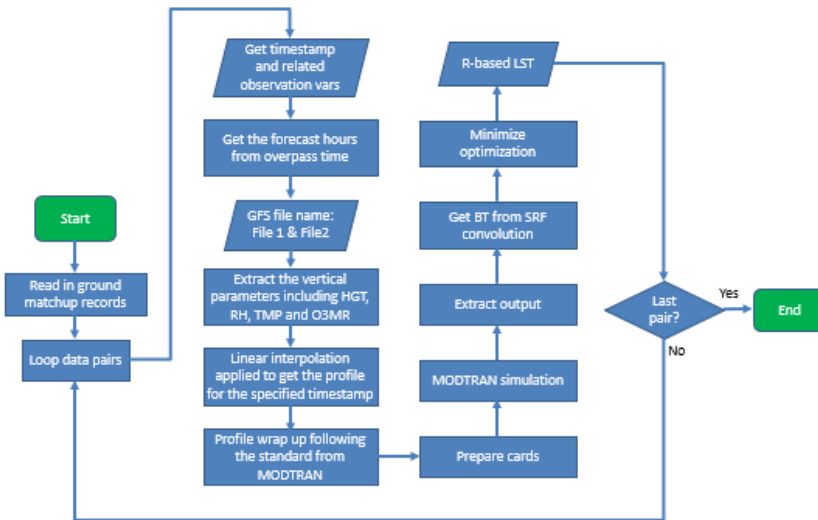 Start
Read in ground
matchup records
Loop data pairs
Get timestamp
and related
observation vars
Get the forecast hours
from overpass time
GFS file name:
File 1 & File2
Extract the vertical
parameters including HGT,
RH, TMP and O3MR
Linear interpolation
applied to get the profile
for the specified timestamp
Profile wrap up following
the standard from
MODTRAN
Prepare cards
MODTRAN simulation
Extract output
Get BT from SRF
convolution
Minimize
optimization
R-based LST
Last
pair?
Yes
No
End